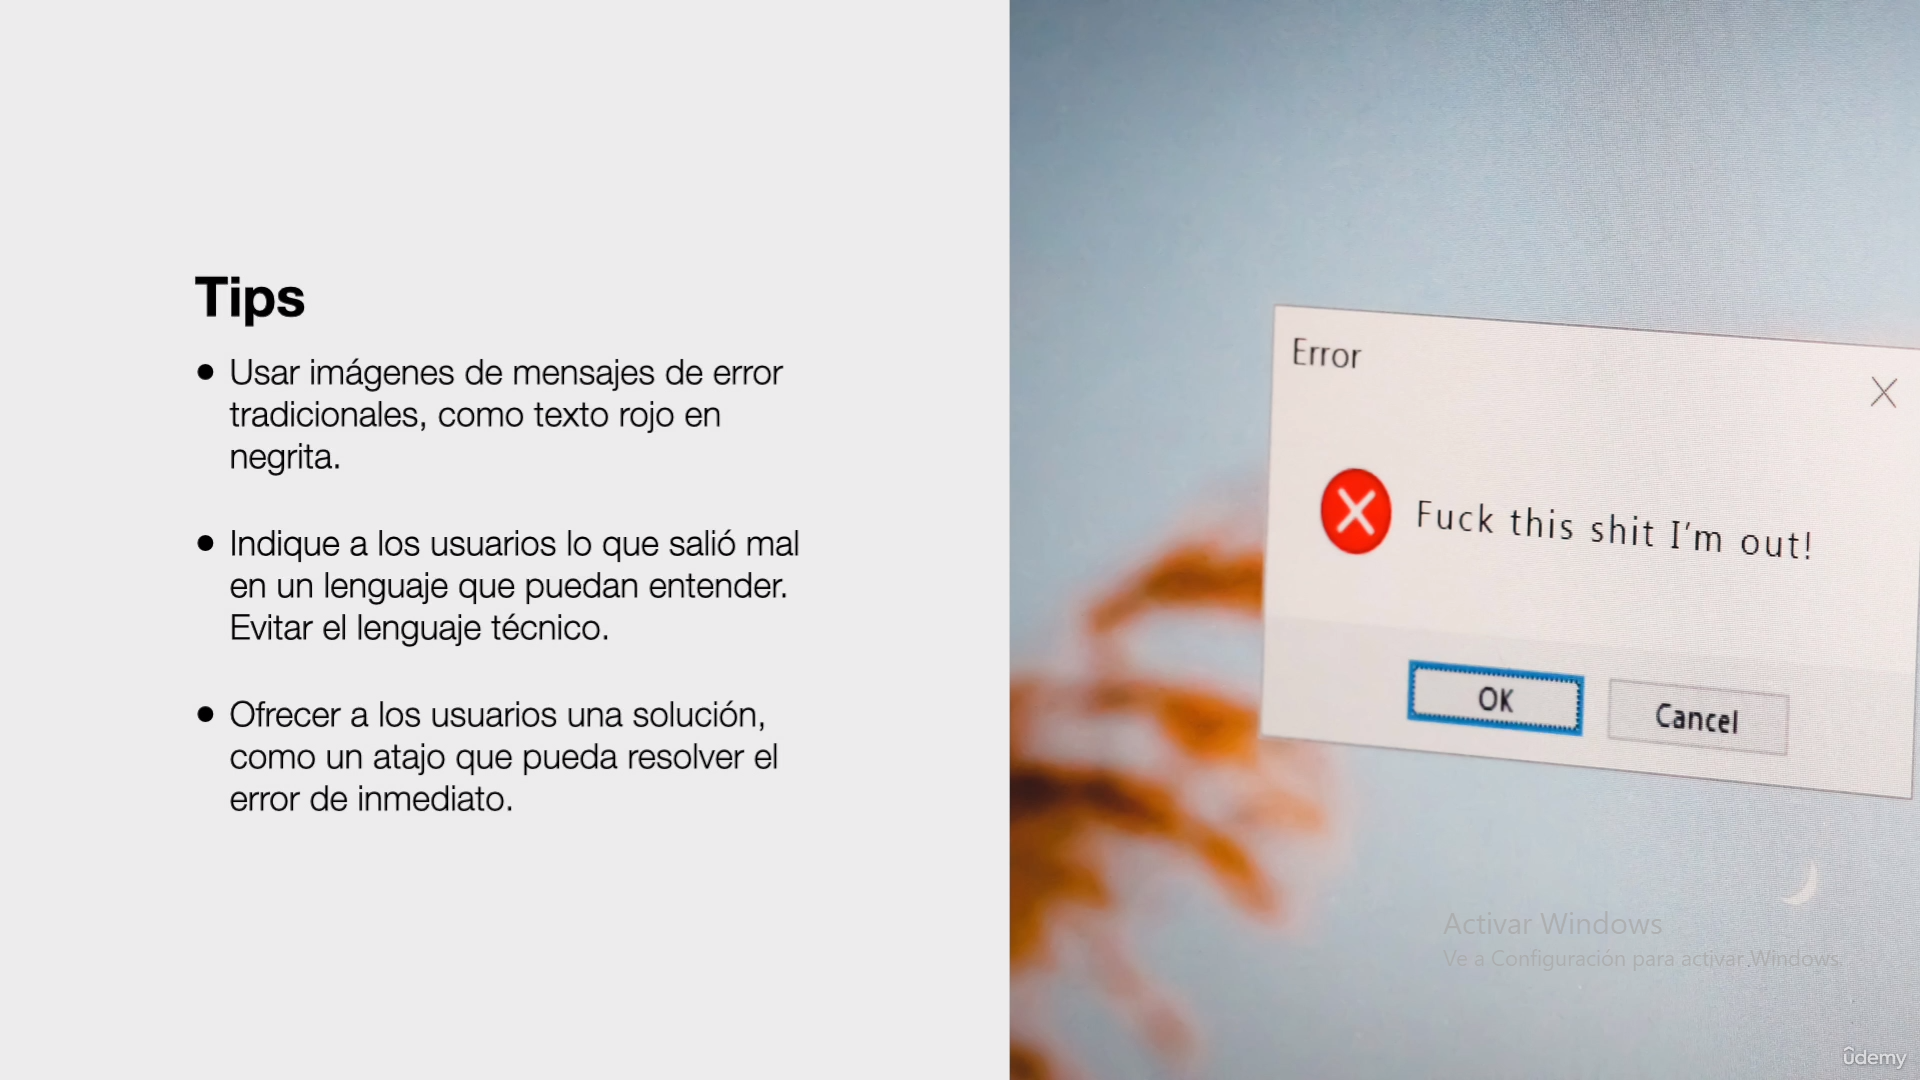 Tips
● Usar imágenes de mensajes de error
tradicionales, como texto rojo en
negrita.
● Indique a los usuarios lo que salió mal
en un lenguaje que puedan entender.
Evitar el lenguaje técnico.
● Ofrecer a los usuarios una solución,
como un atajo que pueda resolver el
error de inmediato.
Error
Fuck this shit I'm out!
OK
Cancel
Activar Windows
Ve a Configuración para activar Windows.
ûdemy